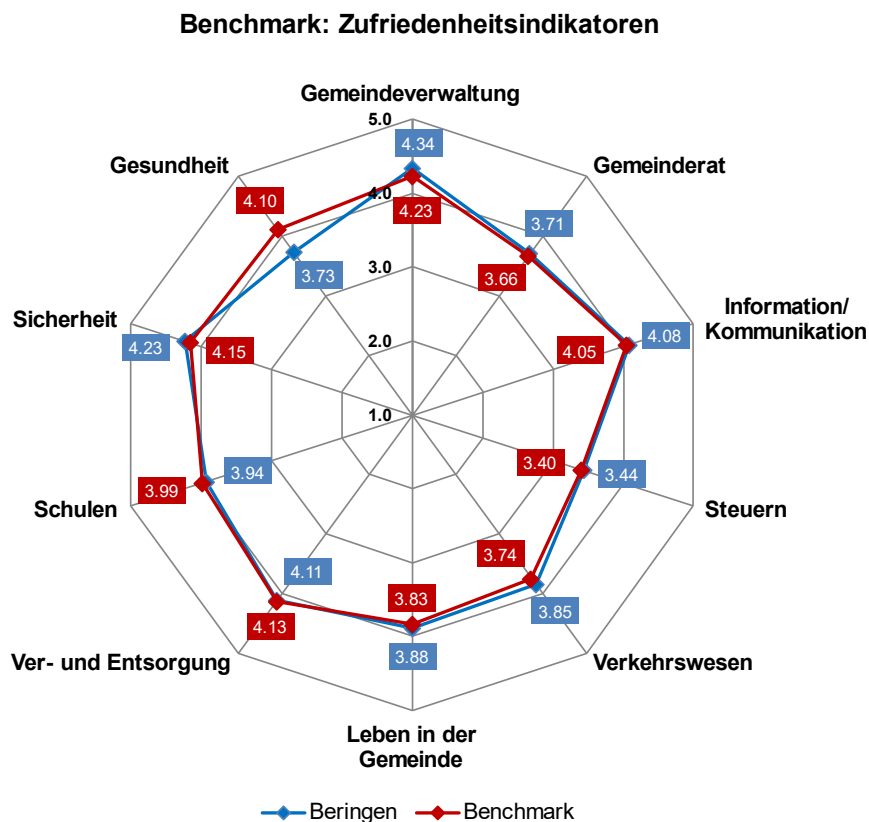 Benchmark: Zufriedenheitsindikatoren
Gemeindeverwaltung
5.0
4.34
Gesundheit
Gemeinderat
4.10
4.0
4.23
3.71
3.73
3.0
3.66
Sicherheit
Information/
Kommunikation
4.23
4.15
2.0
4.05
4.08
1.0
3.94
3.99
3.40
3.44
Schulen
Steuern
4.11
3.74
4.13
3.83
3.85
3.88
Ver- und Entsorgung
Verkehrswesen
Leben in der
Gemeinde
Beringen
Benchmark